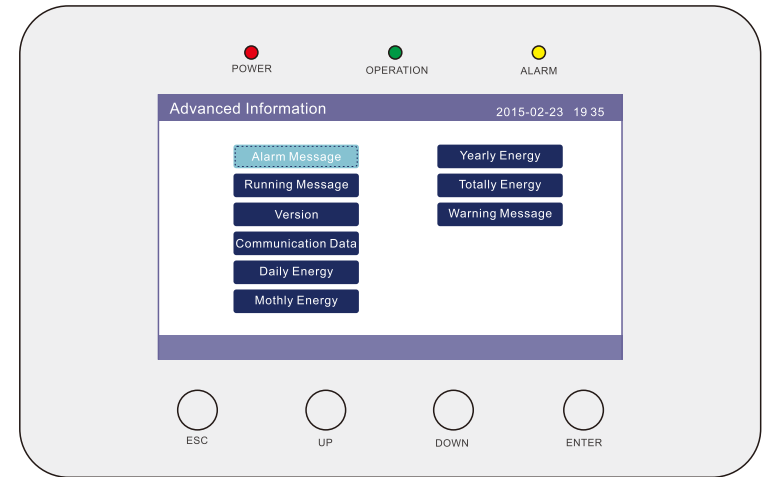 POWER
OPERATION
ALARM
Advanced Information
2015-02-23 19 35
Alarm Message
Running Message
Version
Communication Data
Daily Energy
Mothly Energy
Yearly Energy
Totally Energy
Warning Message
ESC
UP
DOWN
ENTER